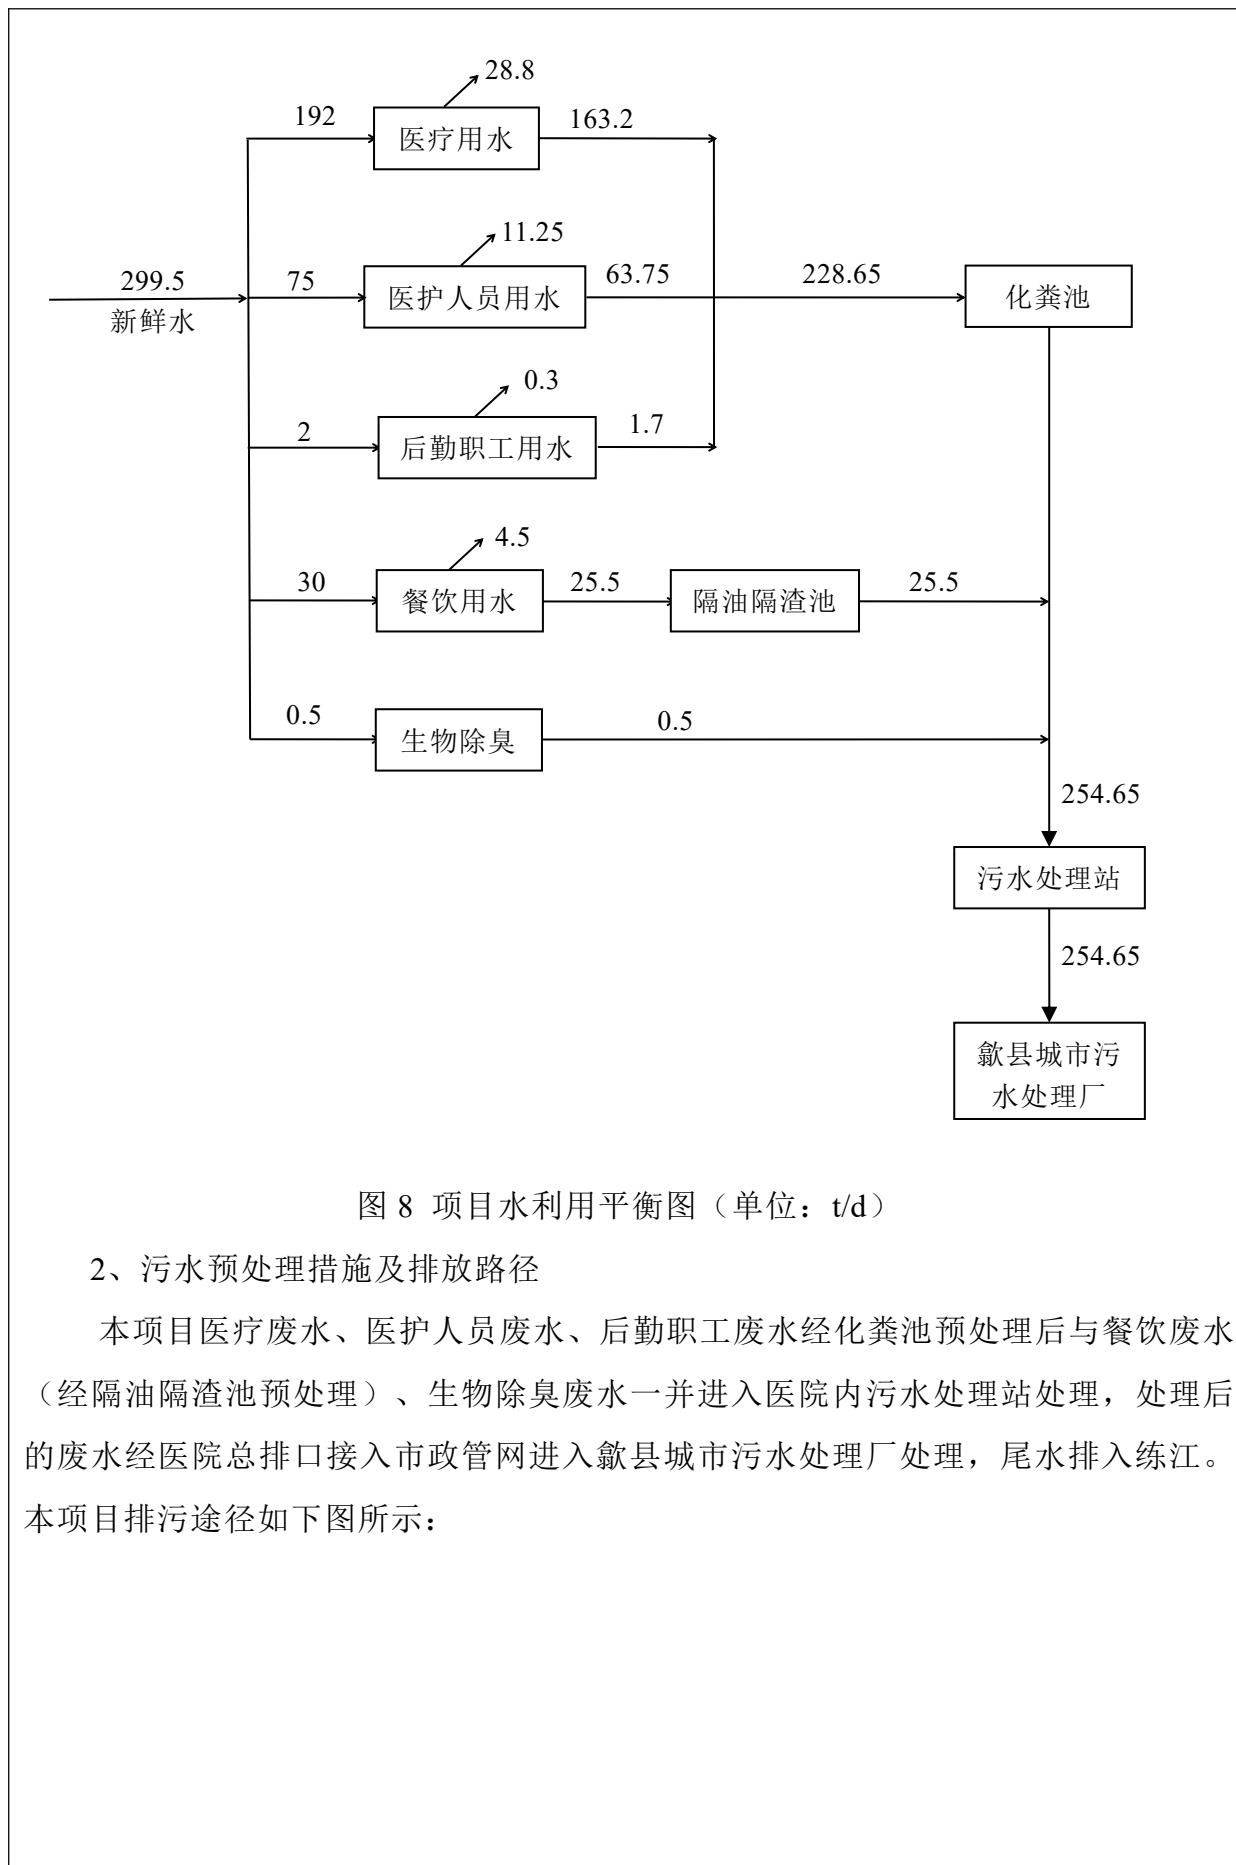 28.8
192
医疗用水
163.2
11.25
299.5
新鲜水
75
医护人员用水
63.75
228.65
化粪池
0.3
2
后勤职工用水
1.7
4.5
30
餐饮用水
25.5
隔油隔渣池
25.5
0.5
生物除臭
0.5
254.65
污水处理站
254.65
歙县城市污
水处理厂
图 8 项目水利用平衡图（单位：t/d）
2、污水预处理措施及排放路径
本项目医疗废水、医护人员废水、后勤职工废水经化粪池预处理后与餐饮废水
（经隔油隔渣池预处理）、生物除臭废水一并进入医院内污水处理站处理，处理后
的废水经医院总排口接入市政管网进入歙县城市污水处理厂处理，尾水排入练江。
本项目排污途径如下图所示：